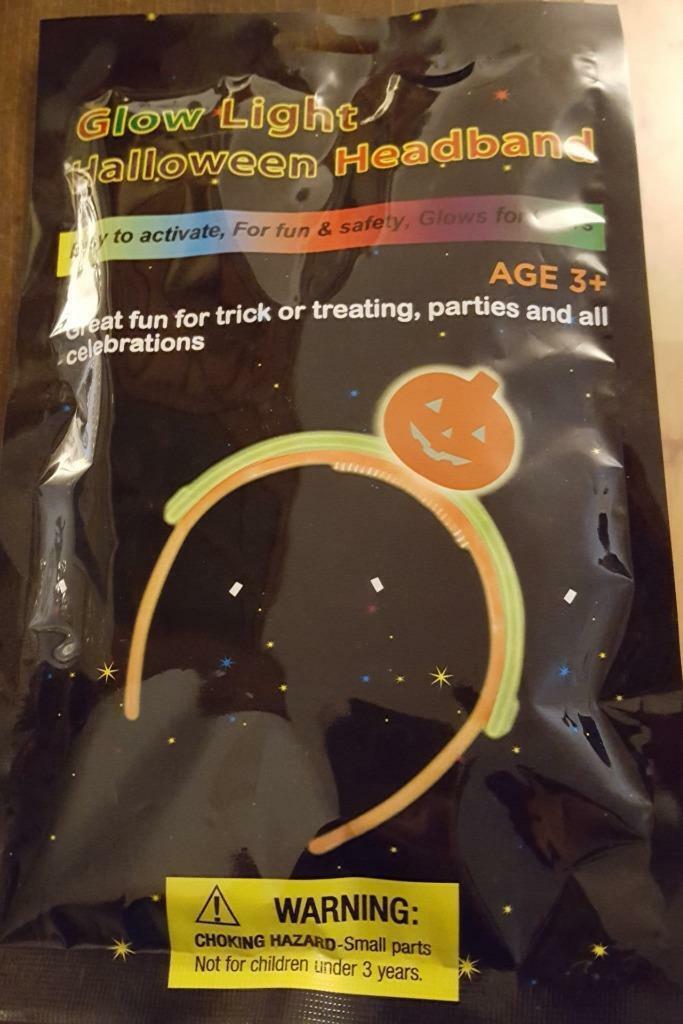 Glow Light
Halloween Headband
to activate, For fun & safety, Glows for
AGE 3+
Great fun for trick or treating, parties and all
celebrations
WARNING:
CHOKING HAZARD-Small parts
Not for children under 3 years.